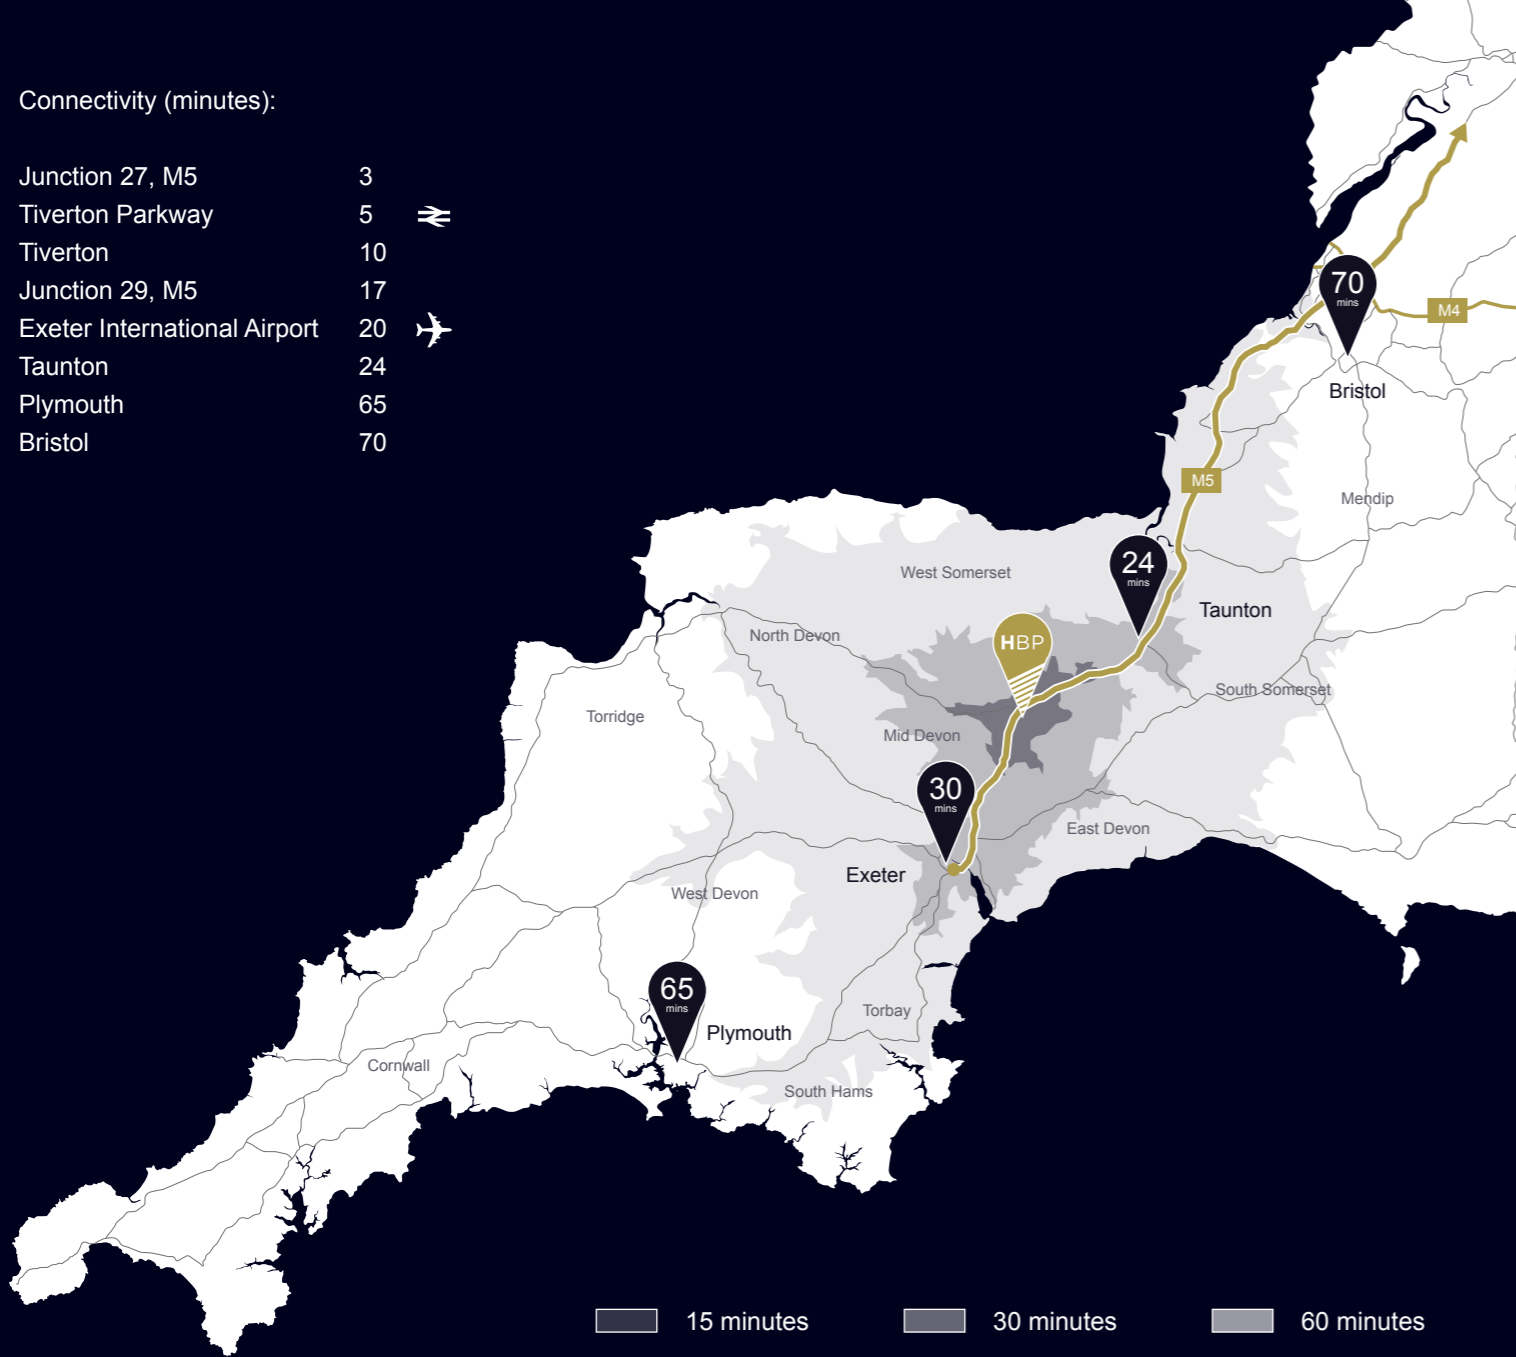 Connectivity (minutes):
Junction 27, M5 3
Tiverton Parkway 5
Tiverton 10
Junction 29, M5 17
Exeter International Airport 20
Taunton 24
Plymouth 65
Bristol 70
70
mins
M4
Bristol
M5
Mendip
24
mins
West Somerset
Taunton
HBP
North Devon
South Somerset
Torridge
Mid Devon
30
mins
East Devon
Exeter
West Devon
65
mins
Torbay
Plymouth
Cornwall
South Hams
15 minutes
30 minutes
60 minutes